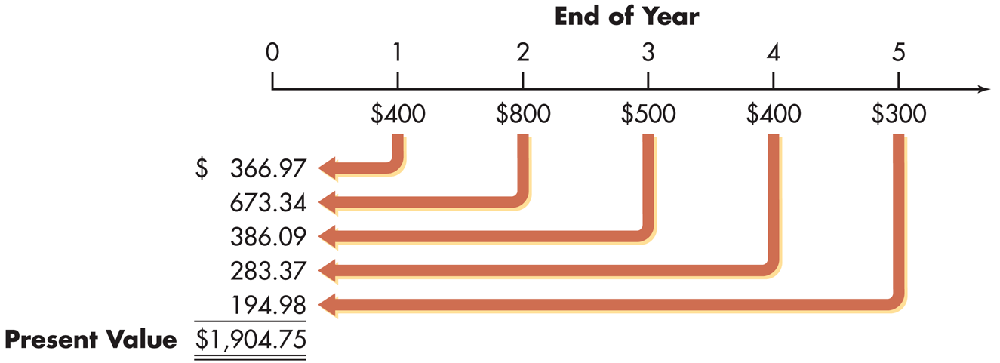 End of Year
0 1 2 3 4 5
$400 $800 $500 $400 $300
$ 366.97
673.34
386.09
283.37
194.98
Present Value $1,904.75